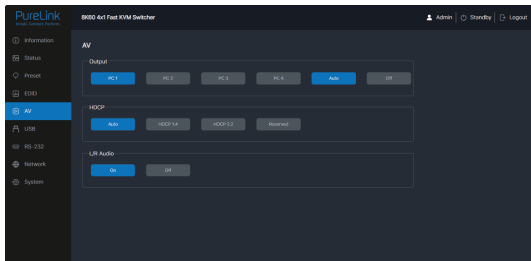 PureLink
Install. Connect. Perform.
8K60 4x1 Fast KVM Switcher
Admin
Standby
Logout
Information
Status
Preset
EDID
AV
USB
RS-232
Network
System
AV
Output
PC 1
PC 2
PC 3
PC 4
Auto
Off
HDCP
Auto
HDCP 1.4
HDCP 2.2
Reserved
L/R Audio
On
Off